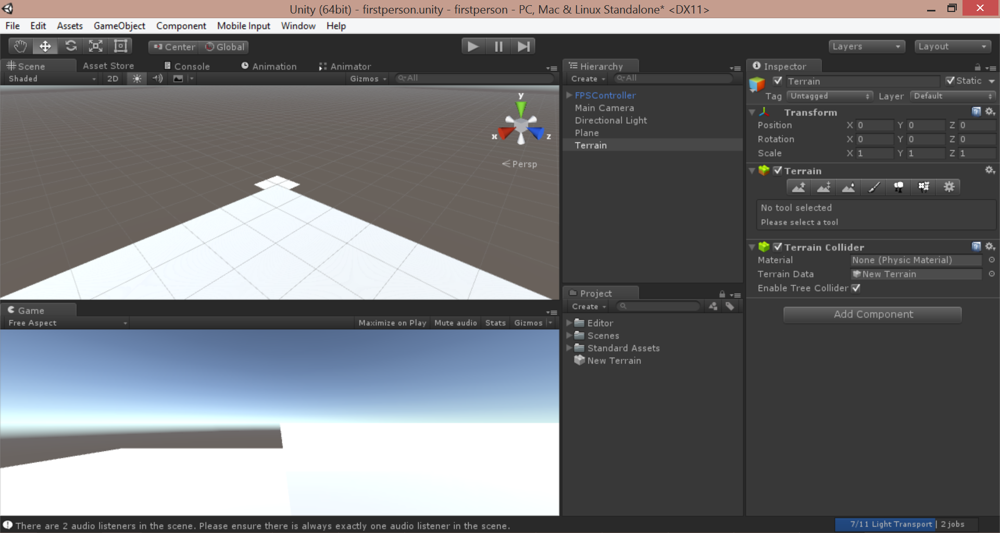 Unity (64bit) - firstperson.unity - firstperson - PC, Mac & Linux Standalone* <DX11>
File Edit Assets GameObject Component Mobile Input Window Help
Center Global Layers Layout
Scene Asset Store Console Animation Animator
Shaded 2D Gizmos All
y
x z
Persp
Game
Free Aspect Maximize on Play Mute audio Stats Gizmos
Hierarchy
Create All
FPSController
Main Camera
Directional Light
Plane
Terrain
Project
Create
Editor
Scenes
Standard Assets
New Terrain
Inspector
Terrain Static
Tag Untagged Layer Default
Transform
Position X 0 Y 0 Z 0
Rotation X 0 Y 0 Z 0
Scale X 1 Y 1 Z 1
Terrain
No tool selected
Please select a tool
Terrain Collider
Material None (Physic Material)
Terrain Data New Terrain
Enable Tree Collider
Add Component
There are 2 audio listeners in the scene. Please ensure there is always exactly one audio listener in the scene.
7/11 Light Transport | 2 jobs